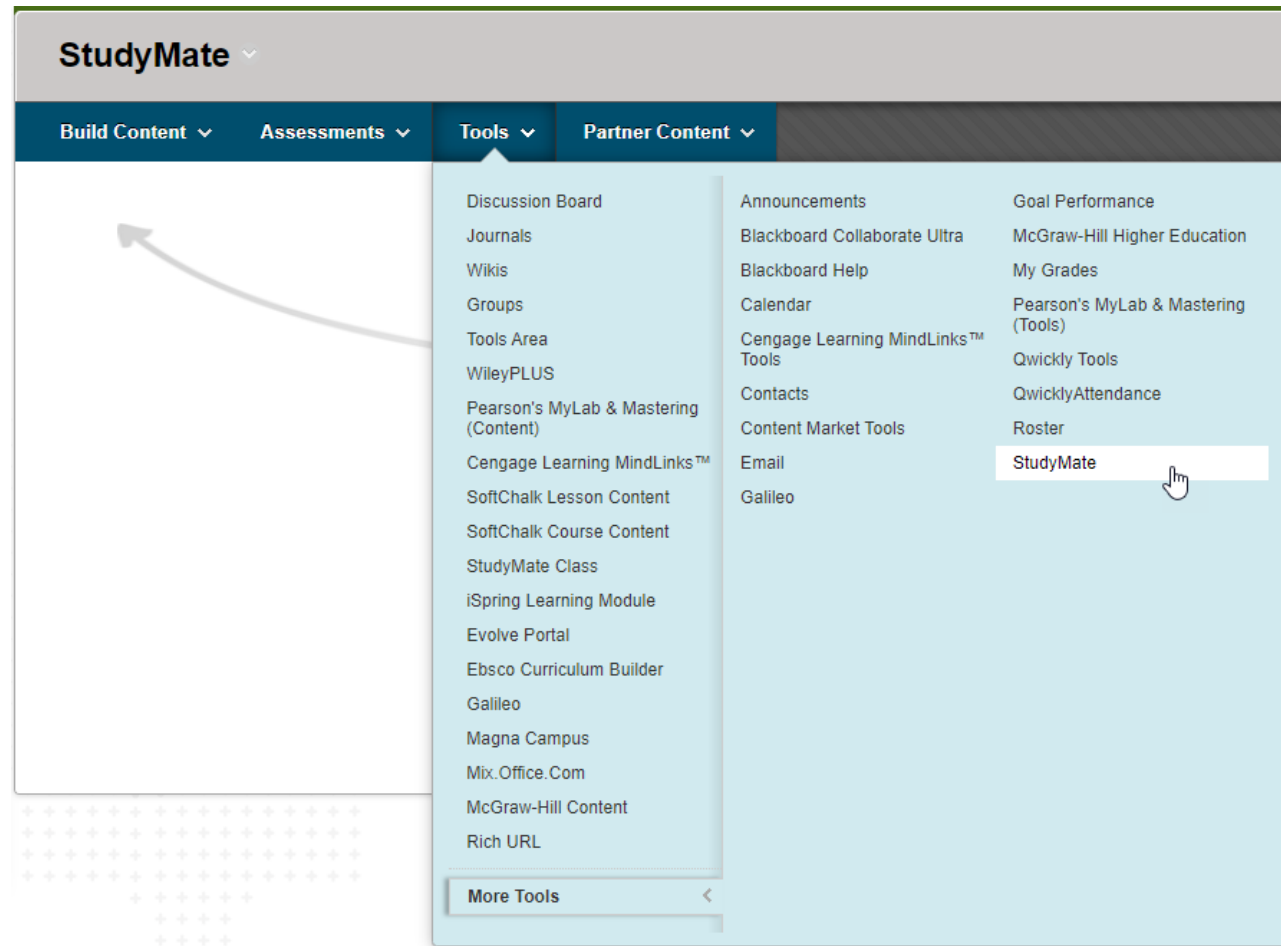 StudyMate
Build Content
Assessments
Tools
Partner Content
Discussion Board
Journals
Wikis
Groups
Tools Area
WileyPLUS
Pearson's MyLab & Mastering
(Content)
Cengage Learning MindLinks™
SoftChalk Lesson Content
SoftChalk Course Content
StudyMate Class
iSpring Learning Module
Evolve Portal
Ebsco Curriculum Builder
Galileo
Magna Campus
Mix.Office.Com
McGraw-Hill Content
Rich URL
More Tools
Announcements
Blackboard Collaborate Ultra
Blackboard Help
Calendar
Cengage Learning MindLinks™
Tools
Contacts
Content Market Tools
Email
Galileo
Goal Performance
McGraw-Hill Higher Education
My Grades
Pearson's MyLab & Mastering
(Tools)
Qwickly Tools
QwicklyAttendance
Roster
StudyMate